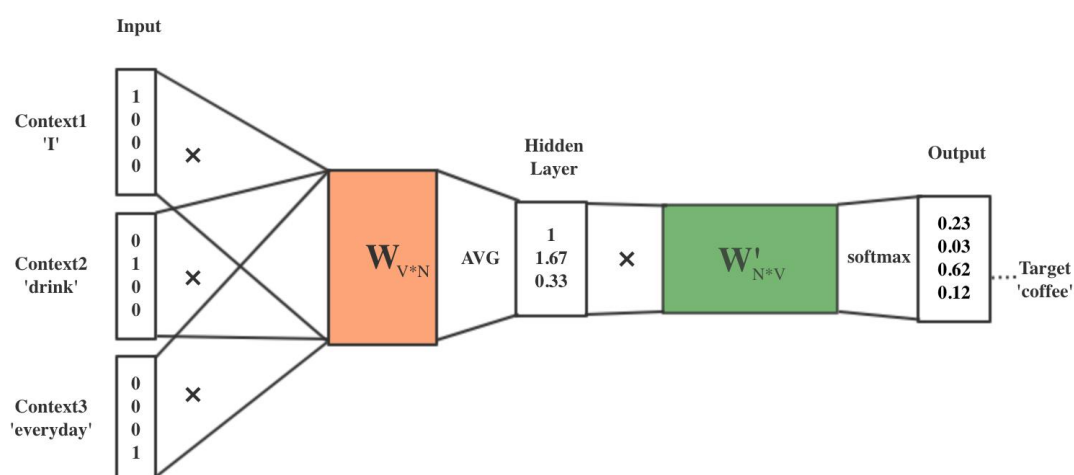 Input
Context1
'I'
1
0
0
0
×
Context2
'drink'
0
1
0
0
×
Context3
'everyday'
0
0
0
1
×
W V*N
AVG
Hidden
Layer
1
1.67
0.33
×
W' N*V
softmax
Output
0.23
0.03
0.62
0.12
Target
'coffee'